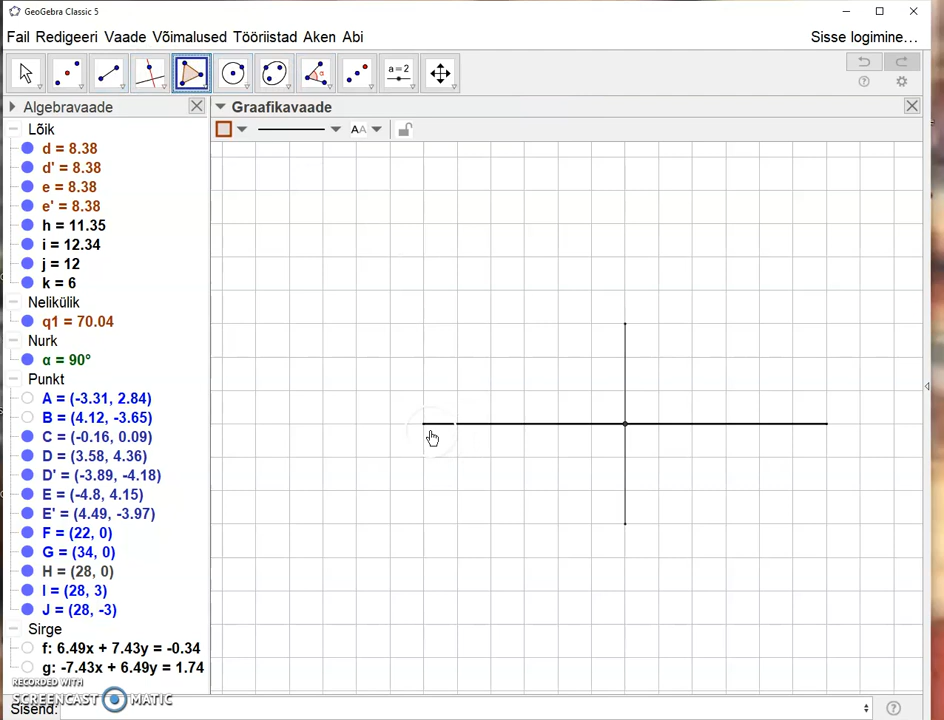 GeoGebra Classic 5
Fail Redigeeri Vaade Võimalused Tööriistad Aken Abi
Sisse logimine...
a=2
Algebravaade
Graafikavaade
AA
Lõik
d = 8.38
d' = 8.38
e = 8.38
e' = 8.38
h = 11.35
i = 12.34
j = 12
k = 6
Nelikülik
q1 = 70.04
Nurk
α = 90°
Punkt
A = (-3.31, 2.84)
B = (4.12, -3.65)
C = (-0.16, 0.09)
D = (3.58, 4.36)
D' = (-3.89, -4.18)
E = (-4.8, 4.15)
E' = (4.49, -3.97)
F = (22, 0)
G = (34, 0)
H = (28, 0)
I = (28, 3)
J = (28, -3)
Sirge
f: 6.49x + 7.43y = -0.34
g: -7.43x + 6.49y = 1.74
RECORDED WITH
SCREENCAST MATIC
Sisend: